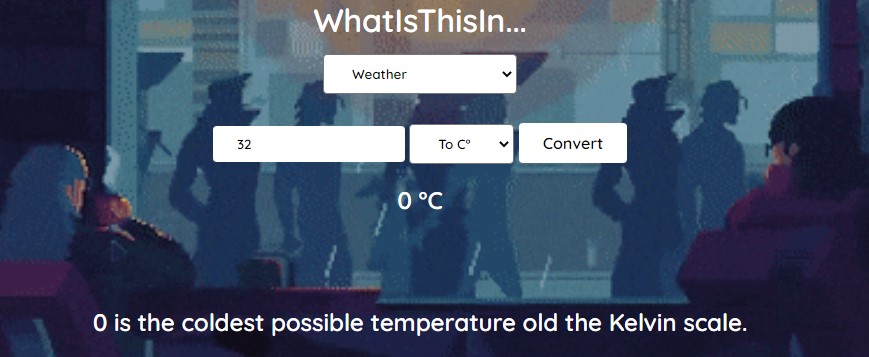 WhatIsThisIn...
Weather
32 To C° Convert
0 °C
0 is the coldest possible temperature old the Kelvin scale.